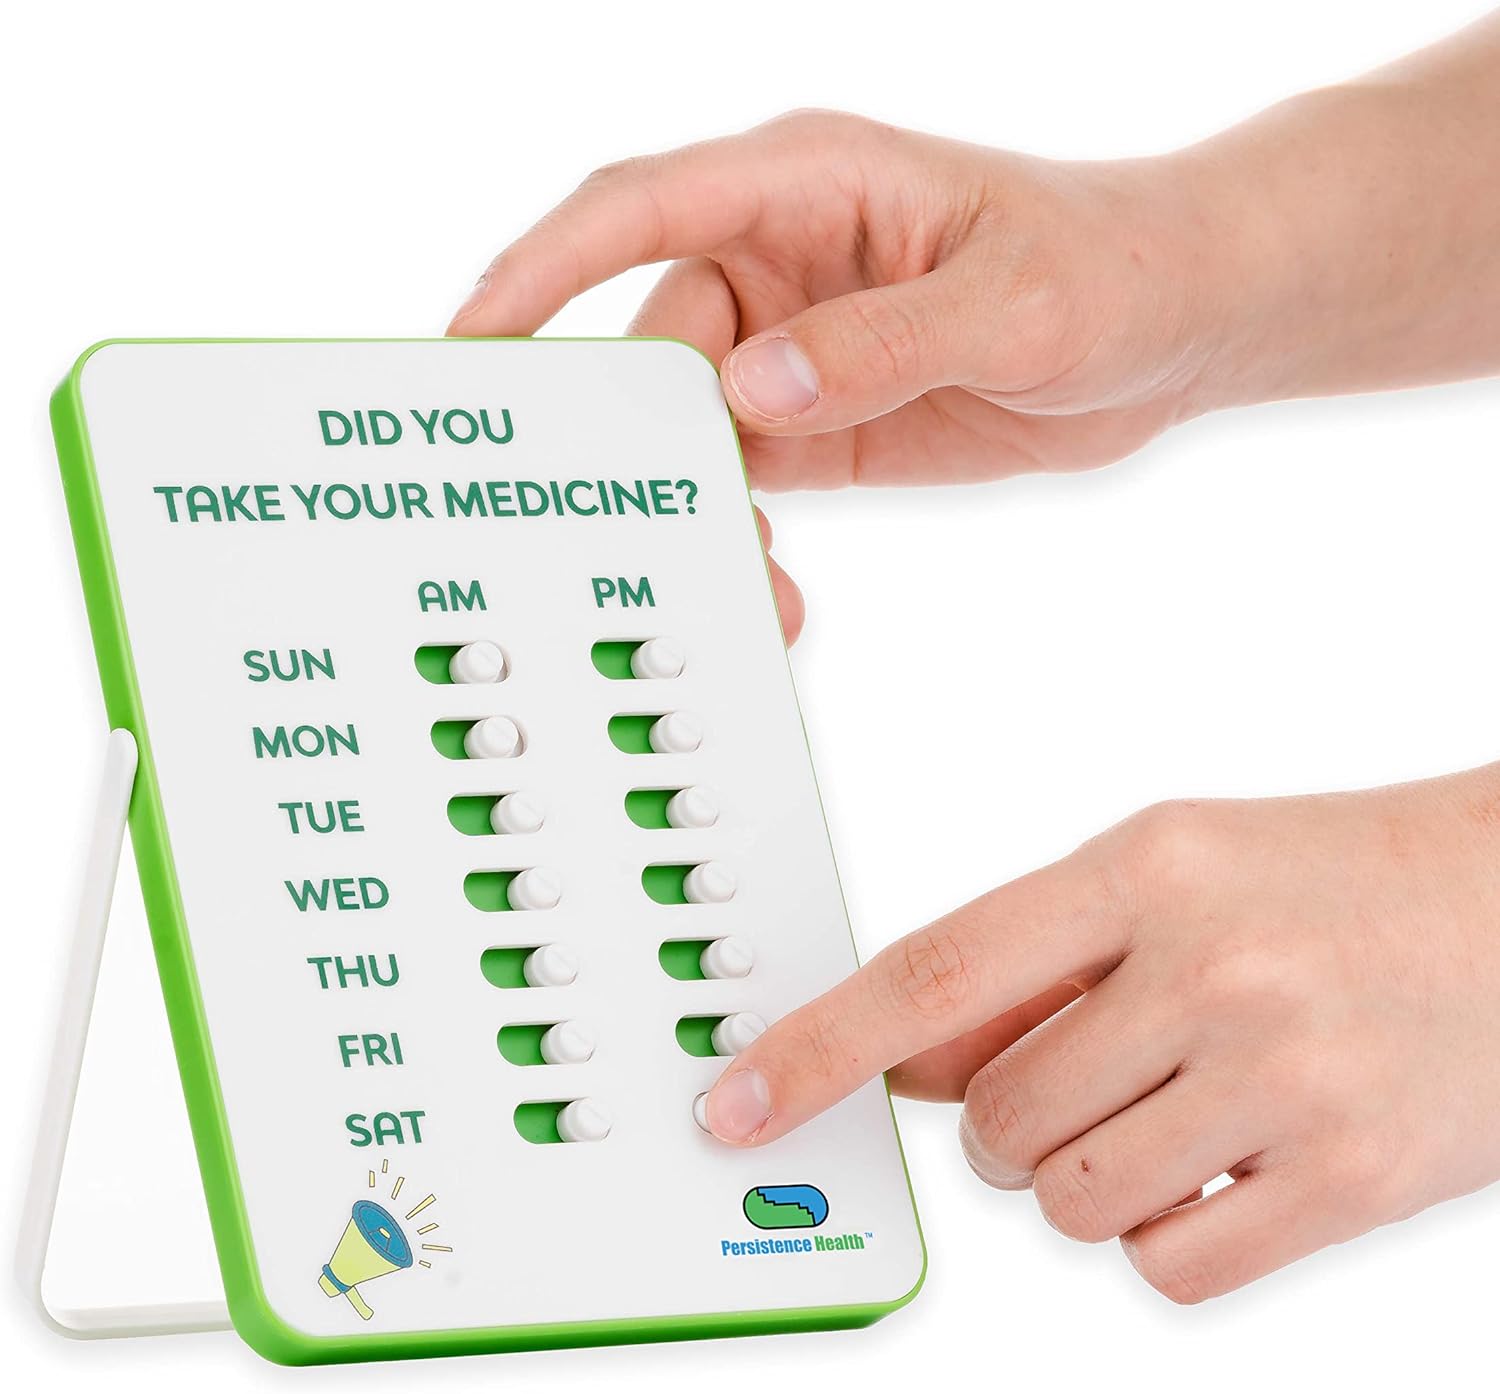 DID YOU
TAKE YOUR MEDICINE?
AM PM
SUN
MON
TUE
WED
THU
FRI
SAT
Persistence Health™